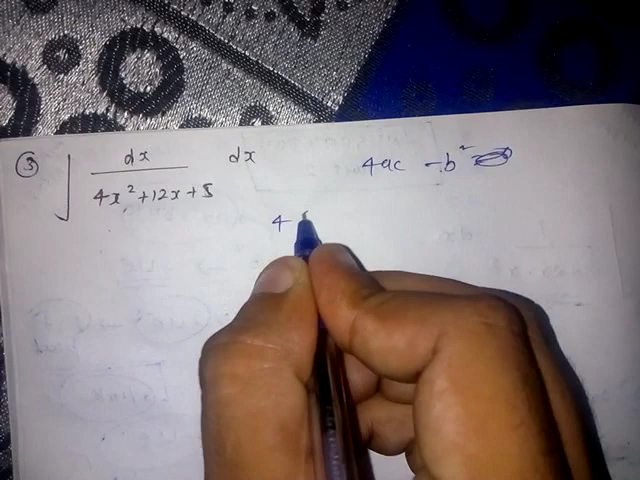 ③ ∫ dx / 4x²+12x+5 dx
4ac - b²
4